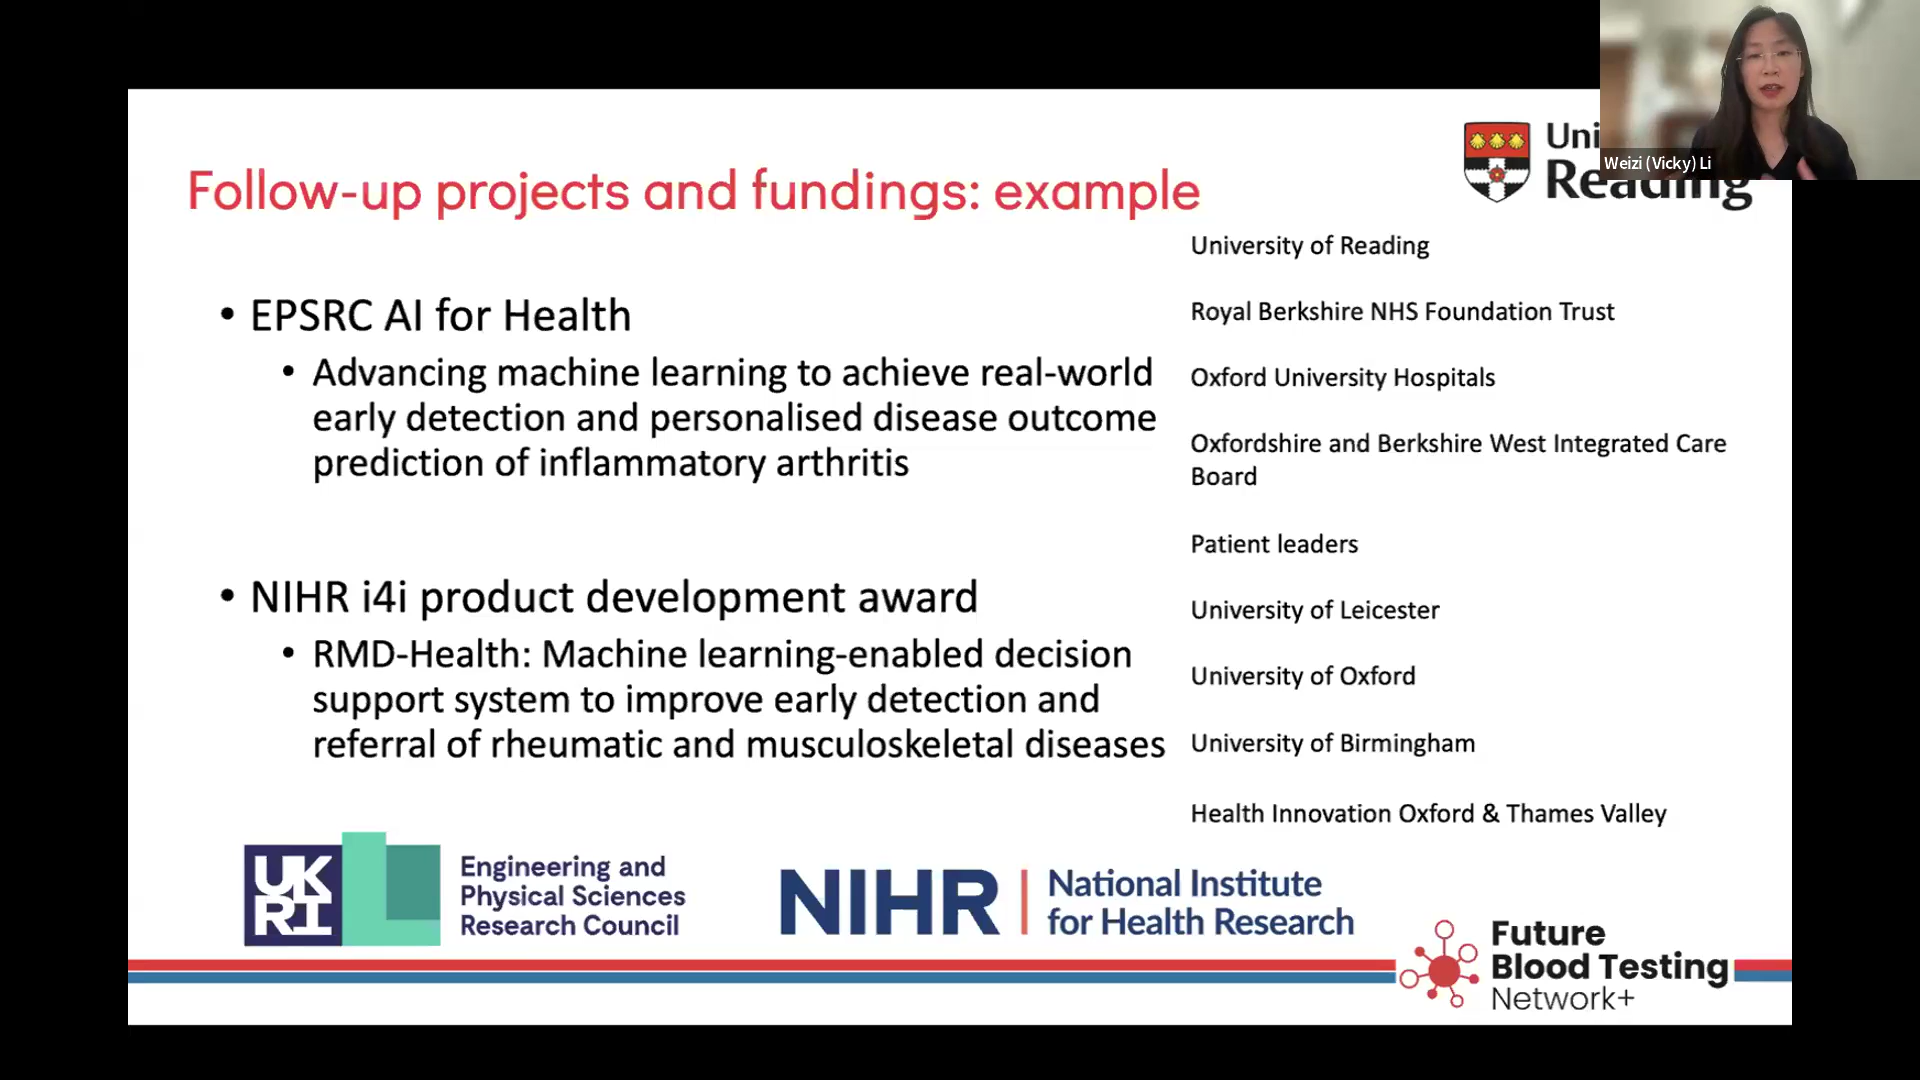 Follow-up projects and fundings: example
• EPSRC AI for Health
• Advancing machine learning to achieve real-world
early detection and personalised disease outcome
prediction of inflammatory arthritis
• NIHR i4i product development award
• RMD-Health: Machine learning-enabled decision
support system to improve early detection and
referral of rheumatic and musculoskeletal diseases
Reading
Weizi (Vicky) Li
University of Reading
Royal Berkshire NHS Foundation Trust
Oxford University Hospitals
Oxfordshire and Berkshire West Integrated Care
Board
Patient leaders
University of Leicester
University of Oxford
University of Birmingham
Health Innovation Oxford & Thames Valley
UK
RI
Engineering and
Physical Sciences
Research Council
NIHR
National Institute
for Health Research
Future
Blood Testing
Network+